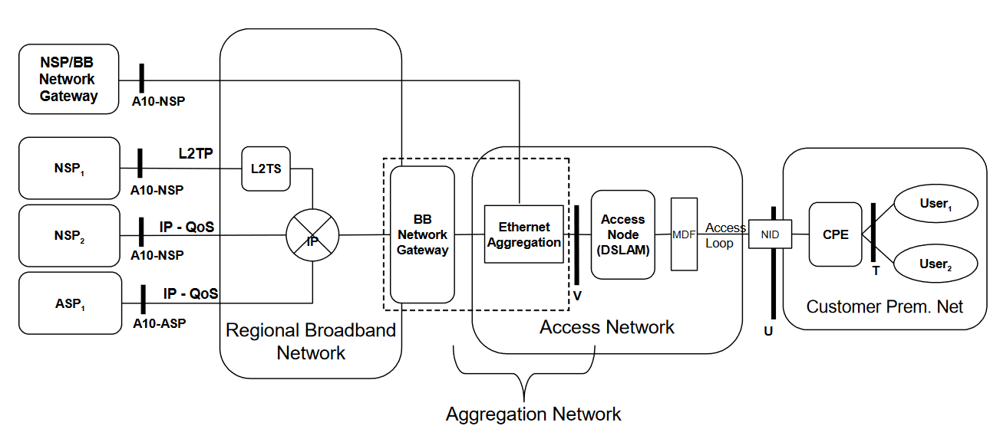 NSP/BB
Network
Gateway
A10-NSP
NSP1
L2TP
A10-NSP
L2TS
NSP2
IP - QoS
A10-NSP
IP
ASP1
IP - QoS
A10-ASP
Regional Broadband
Network
BB
Network
Gateway
Ethernet
Aggregation
V
Access
Node
(DSLAM)
MDF
Access
Loop
Access Network
NID
U
CPE
T
User1
User2
Customer Prem. Net
Aggregation Network